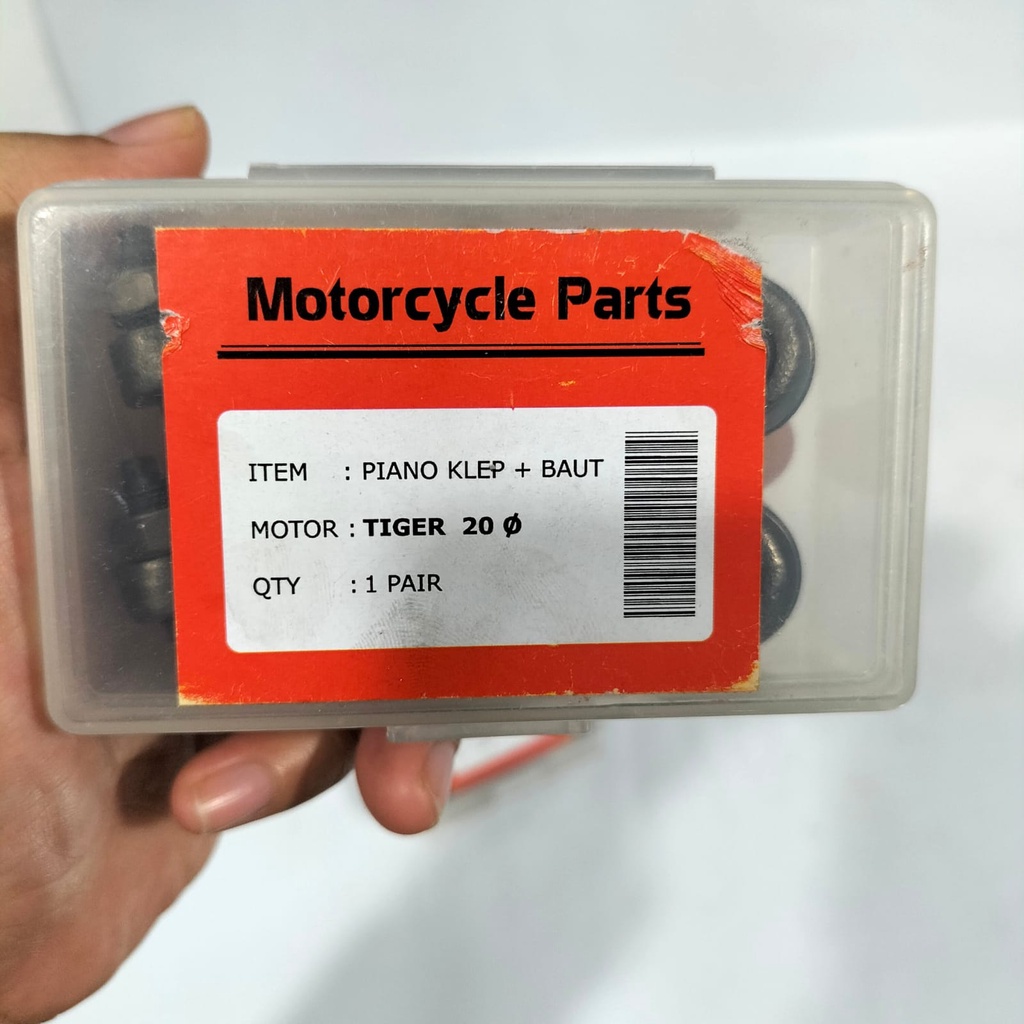 Motorcycle Parts
ITEM : PIANO KLEP + BAUT
MOTOR : TIGER 20 Ø
QTY : 1 PAIR